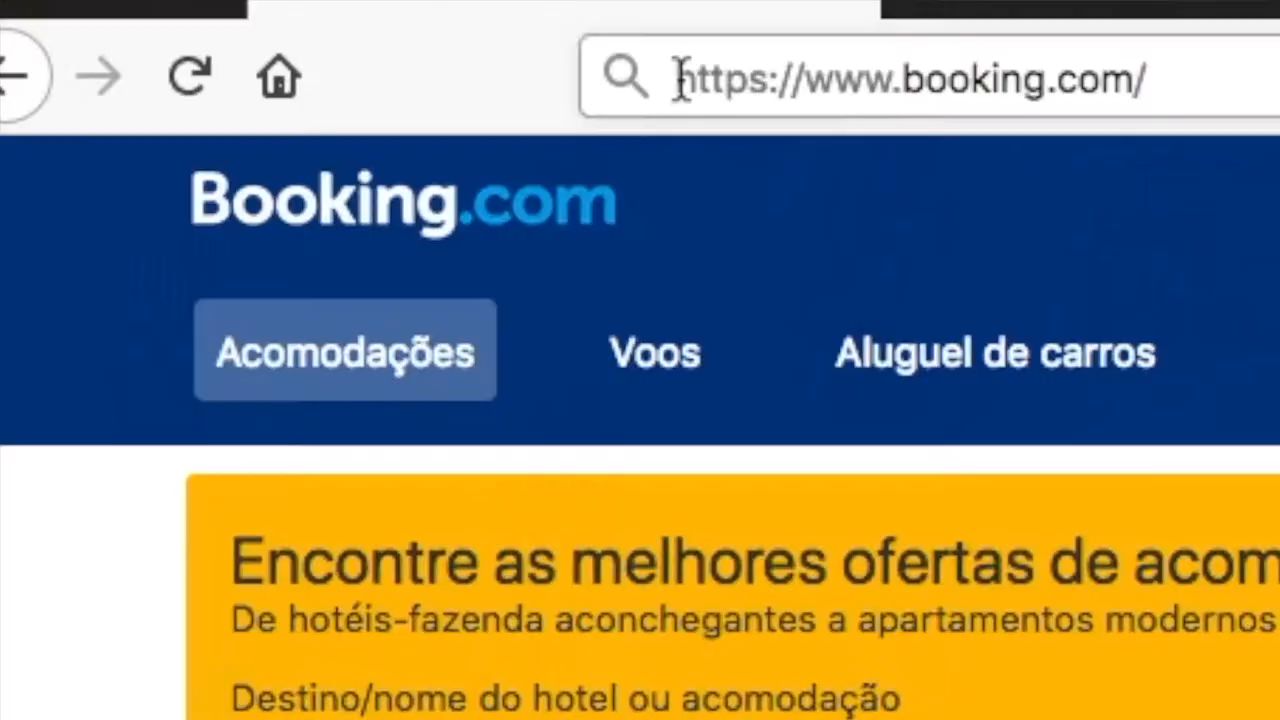 https://www.booking.com/
Booking.com
Acomodações Voos Aluguel de carros
Encontre as melhores ofertas de acom
De hotéis-fazenda aconchegantes a apartamentos modernos
Destino/nome do hotel ou acomodação